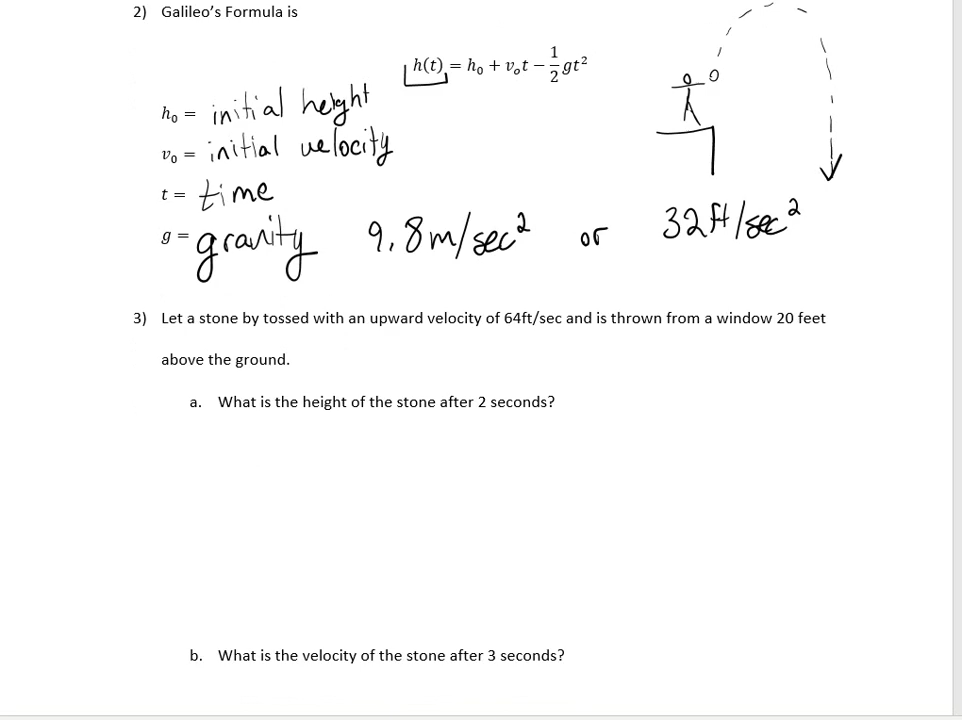 2) Galileo’s Formula is
h(t) = h₀ + v₀t − ½gt²
h₀ = initial height
v₀ = initial velocity
t = time
g = gravity 9.8m/sec² or 32ft/sec²
3) Let a stone by tossed with an upward velocity of 64ft/sec and is thrown from a window 20 feet
above the ground.
a. What is the height of the stone after 2 seconds?
b. What is the velocity of the stone after 3 seconds?